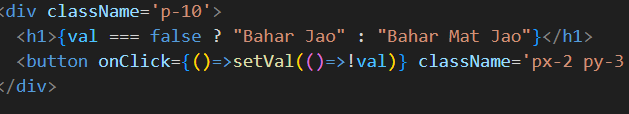 <div className='p-10'>
<h1>{val === false ? "Bahar Jao" : "Bahar Mat Jao"}</h1>
<button onClick={()=>setVal(()=>!val)} className='px-2 py-3
</div>